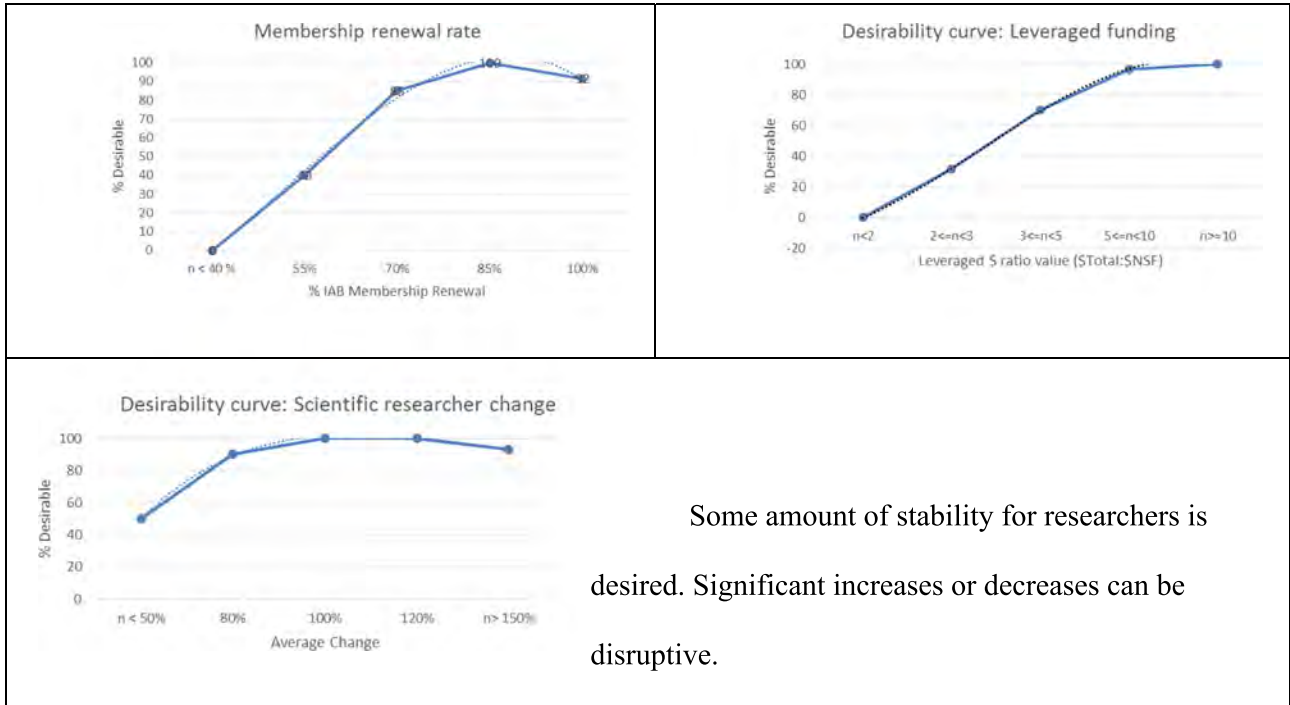 Membership renewal rate
% Desirable
100
90
80
70
60
50
40
30
20
10
0
n < 40 %
55%
70%
85%
100%
% IAB Membership Renewal
Desirability curve: Leveraged funding
% Desirable
100
80
60
40
20
0
-20
n<2
2<=n<3
3<=n<5
5<=n<10
n>=10
Leveraged $ ratio value ($Total:$NSF)
Desirability curve: Scientific researcher change
% Desirable
100
80
60
40
20
0
n < 50%
80%
100%
120%
n> 150%
Average Change
Some amount of stability for researchers is
desired. Significant increases or decreases can be
disruptive.